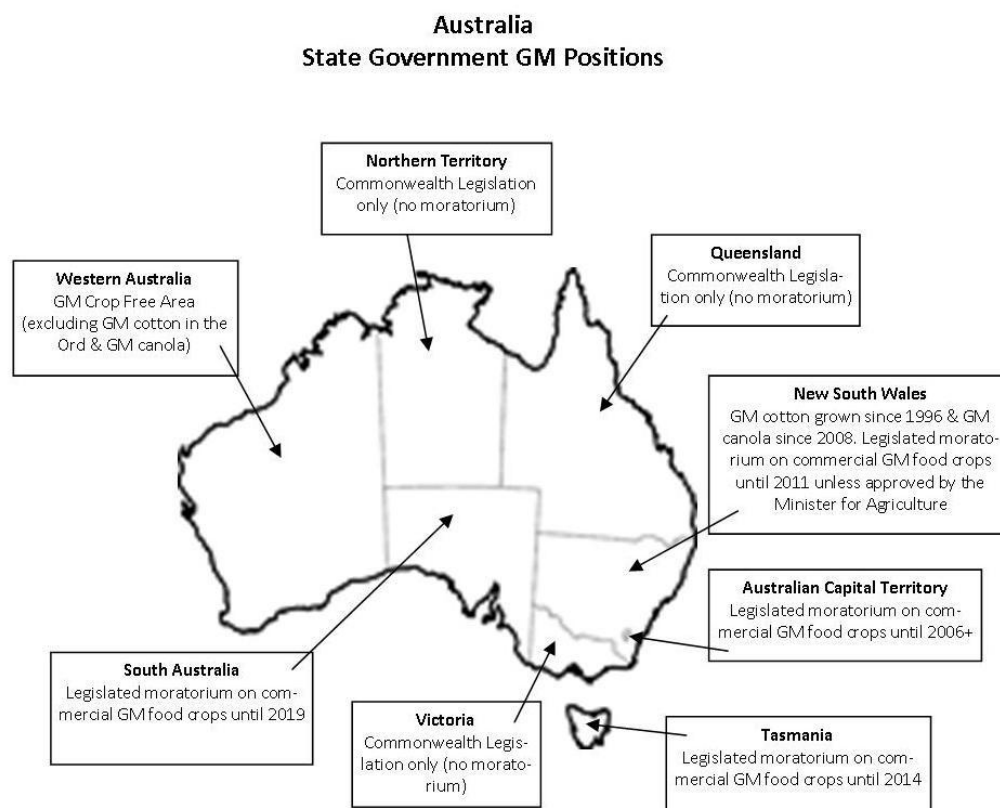 Australia
State Government GM Positions
Northern Territory
Commonwealth Legislation
only (no moratorium)
Queensland
Commonwealth Legisla-
tion only (no moratorium)
Western Australia
GM Crop Free Area
(excluding GM cotton in the
Ord & GM canola)
New South Wales
GM cotton grown since 1996 & GM
canola since 2008. Legislated morato-
rium on commercial GM food crops
until 2011 unless approved by the
Minister for Agriculture
Australian Capital Territory
Legislated moratorium on com-
mercial GM food crops until 2006+
South Australia
Legislated moratorium on com-
mercial GM food crops until 2019
Victoria
Commonwealth Legis-
lation only (no morato-
rium)
Tasmania
Legislated moratorium on com-
mercial GM food crops until 2014